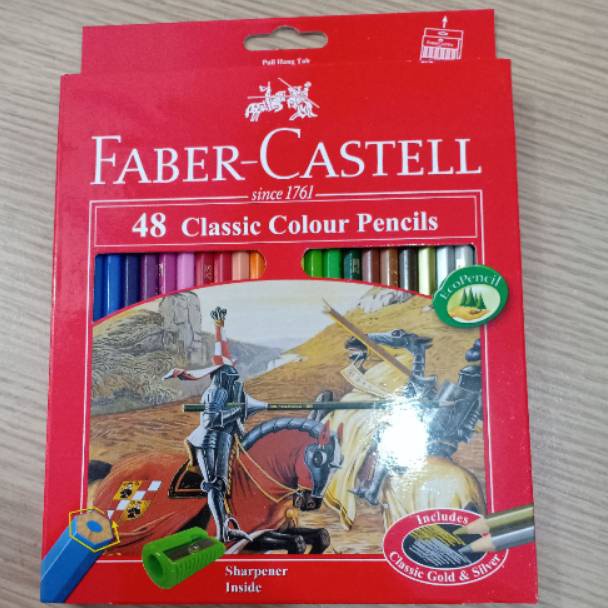 Pull Hang Tab
FABER-CASTELL
since 1761
48 Classic Colour Pencils
EcoPencil
Includes
Classic Gold & Silver
Sharpener
Inside